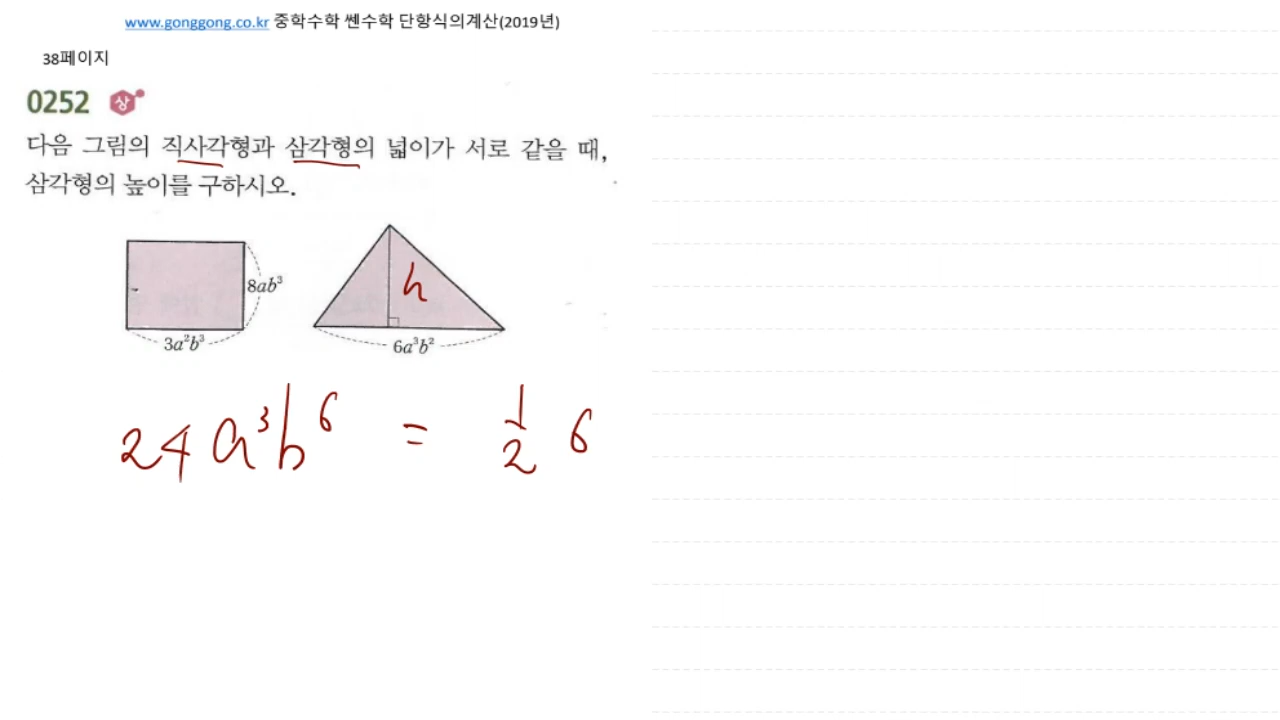 www.gonggong.co.kr 중학수학 쎈수학 단항식의계산(2019년)
38페이지
0252 상
다음 그림의 직사각형과 삼각형의 넓이가 서로 같을 때,
삼각형의 높이를 구하시오.
8ab³
h
3a²b³
6a³b²
24a³b⁶ = 1/2 6